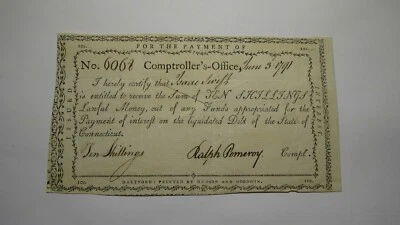 FOR THE PAYMENT OF
No. 6068 Comptroller's-Office, June 3 1791
I hereby certify that Isaac Swift
is entitled to receive the Sum of TEN SHILLINGS
Lawful Money, out of any Funds appropriated for the
Payment of interest on the liquidated Debt of the State of
Connecticut.
Ten Shillings Ralph Pomeroy. Compt.
HARTFORD: PRINTED BY HUDSON AND GOODWIN.